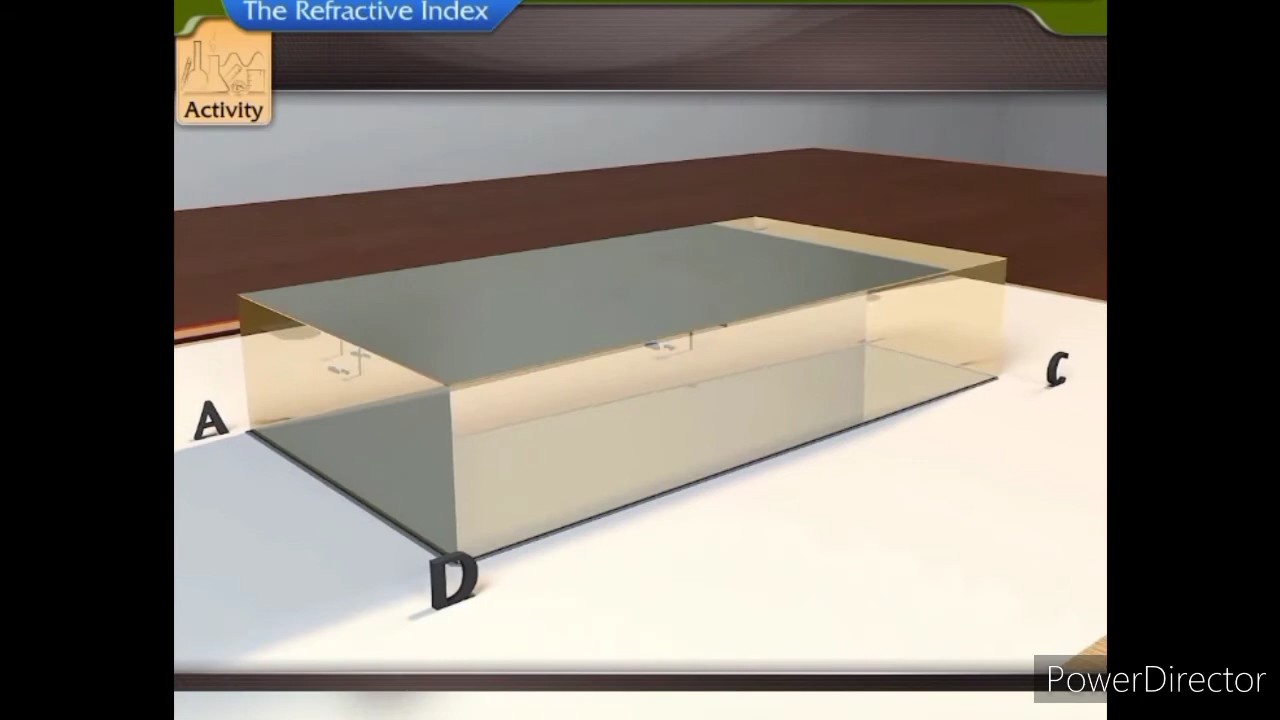 The Refractive Index
Activity
A
C
D
PowerDirector